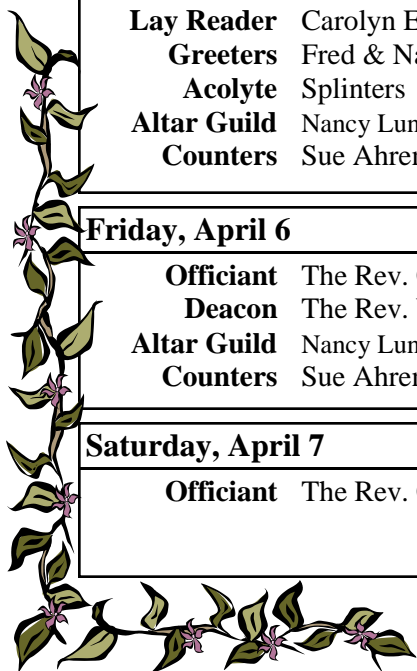 Lay Reader Carolyn
Greeters Fred &
Acolyte Splinters
Altar Guild Nancy
Counters Sue
Friday, April 6
Officiant The Rev.
Deacon The Rev.
Altar Guild Nancy
Counters Sue
Saturday, April 7
Officiant The Rev.